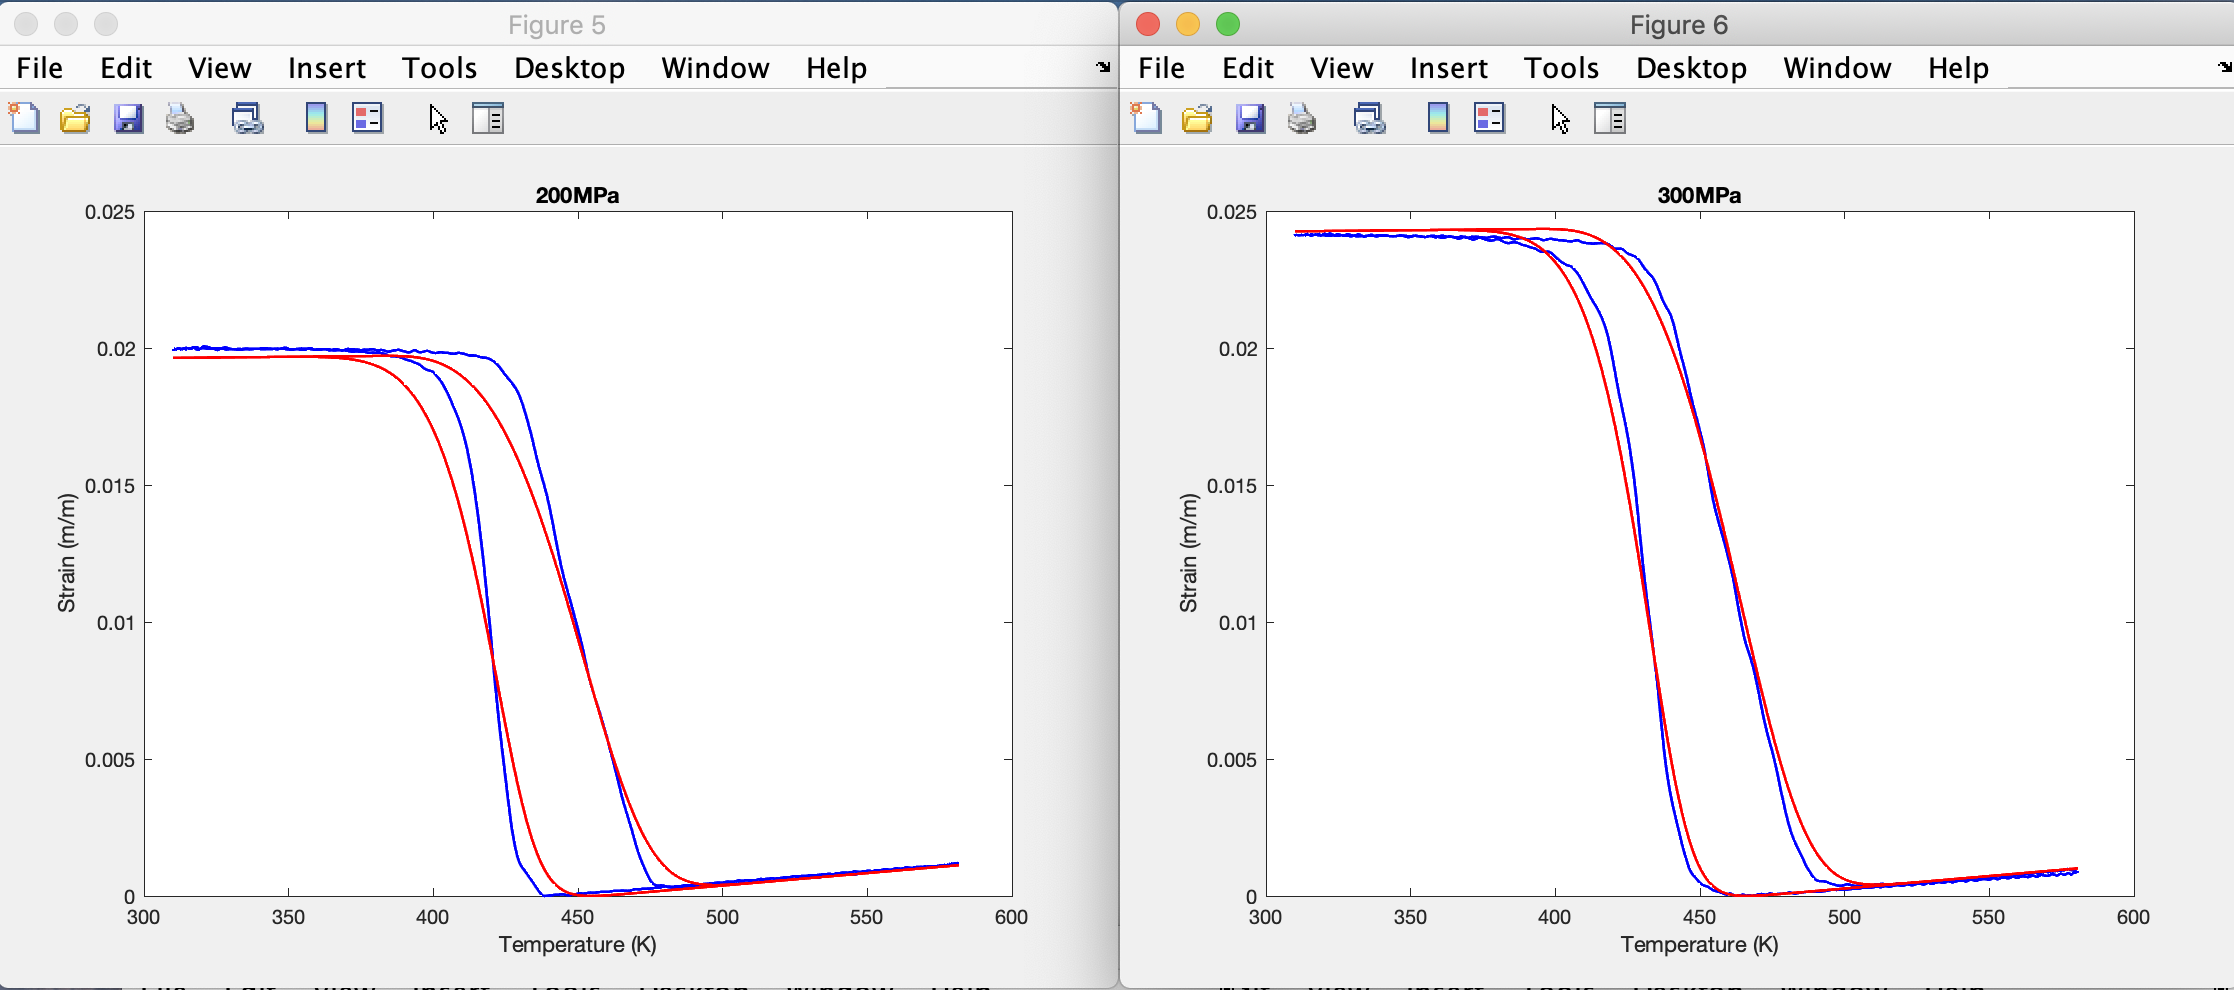 Figure 5
File Edit View Insert Tools Desktop Window Help
200MPa
0.025
0.02
0.015
0.01
0.005
0
Strain (m/m)
300 350 400 450 500 550 600
Temperature (K)
Figure 6
File Edit View Insert Tools Desktop Window Help
300MPa
0.025
0.02
0.015
0.01
0.005
0
Strain (m/m)
300 350 400 450 500 550 600
Temperature (K)